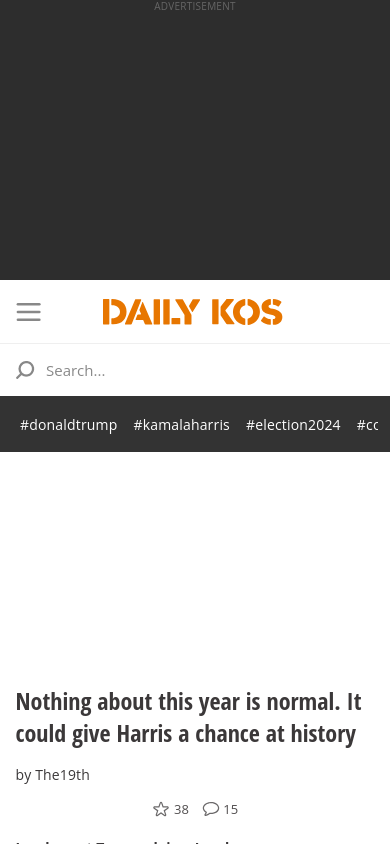 ADVERTISEMENT
DAILY KOS
Search...
#donaldtrump #kamalaharris #election2024
Nothing about this year is normal. It
could give Harris a chance at history
by The19th
38 15